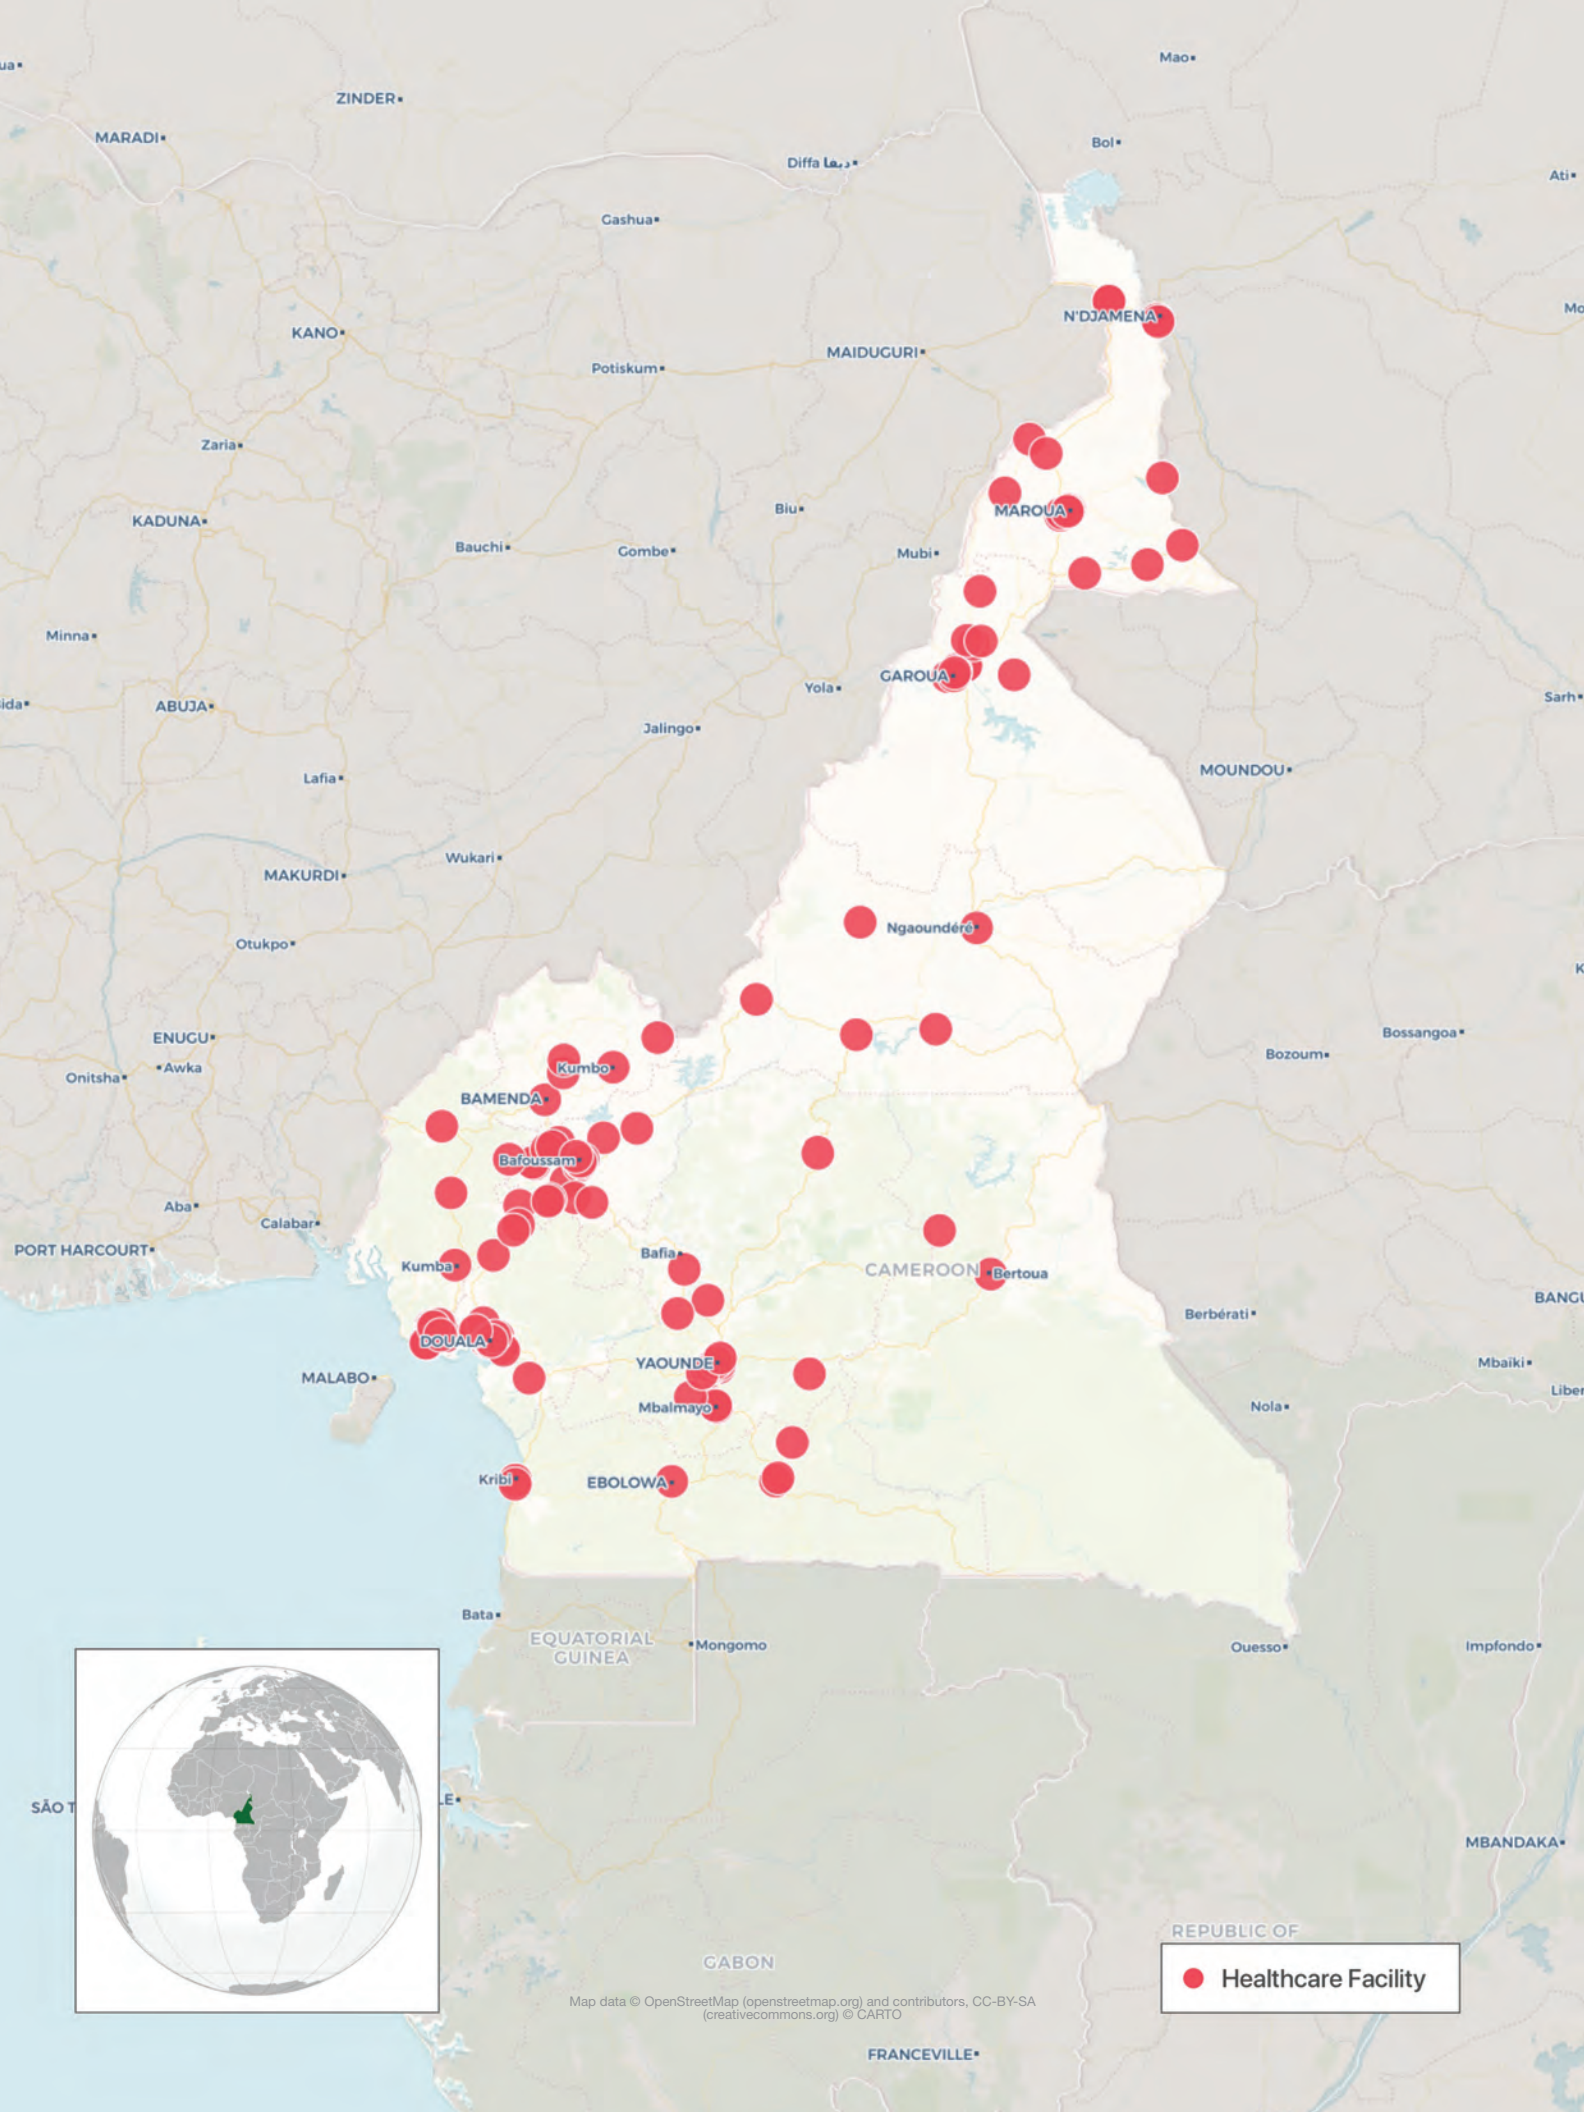 Mao
ZINDER
MARADI
Bol
Diffa ديفا
Ati
Gashua
N'DJAMENA
KANO
MAIDUGURI
Potiskum
Zaria
Biu
MAROUA
KADUNA
Bauchi
Gombe
Mubi
Minna
GAROUA
Yola
Sarh
ABUJA
Jalingo
MOUNDOU
Lafia
Wukari
MAKURDI
Ngaoundéré
Otukpo
Bossangoa
ENUGU
Bozoum
Awka
Kumbo
Onitsha
BAMENDA
Bafoussam
Aba
Calabar
PORT HARCOURT
Bafia
Kumba
CAMEROON
Bertoua
Berbérati
DOUALA
YAOUNDE
Mbaïki
MALABO
Mbalmayo
Nola
Kribi
EBOLOWA
Bata
EQUATORIAL
GUINEA
Mongomo
Ouesso
Impfondo
SÃO T
LE
MBANDAKA
REPUBLIC OF
GABON
Healthcare Facility
Map data © OpenStreetMap (openstreetmap.org) and contributors, CC-BY-SA
(creativecommons.org) © CARTO
FRANCEVILLE